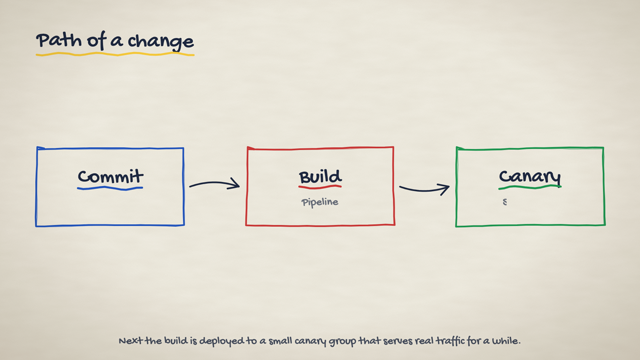 Path of a change
Commit
Build
Pipeline
Canary
Next the build is deployed to a small canary group that serves real traffic for a while.